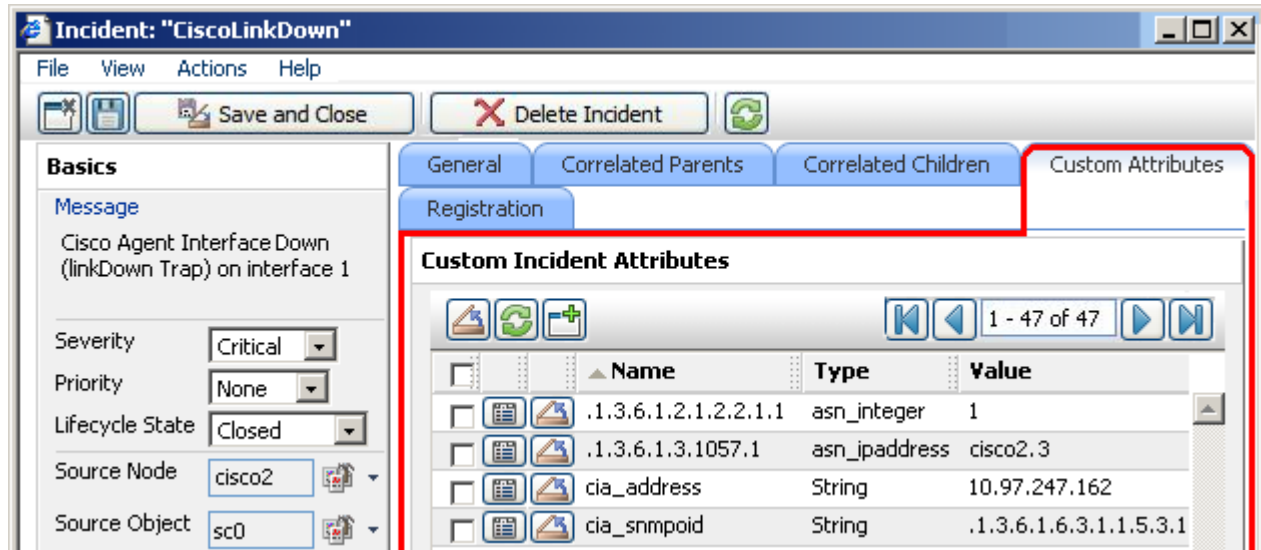 Incident: "CiscoLinkDown"
File View Actions Help
Save and Close Delete Incident
Basics
Message
Cisco Agent Interface Down
(linkDown Trap) on interface 1
Severity Critical
Priority None
Lifecycle State Closed
Source Node cisco2
Source Object sc0
General Correlated Parents Correlated Children Custom Attributes
Registration
Custom Incident Attributes
1 - 47 of 47
Name Type Value
.1.3.6.1.2.1.2.2.1.1 asn_integer 1
.1.3.6.1.3.1057.1 asn_ipaddress cisco2.3
cia_address String 10.97.247.162
cia_snmpoid String .1.3.6.1.6.3.1.1.5.3.1